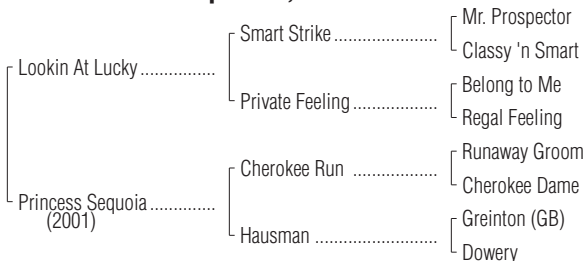 Mr. Prospector
Smart Strike ....................
Classy 'n Smart
Lookin At Lucky ...............
Belong to Me
Private Feeling .................
Regal Feeling
Runaway Groom
Cherokee Run .................
Cherokee Dame
Princess Sequoia .............
(2001)
Greinton (GB)
Hausman ........................
Dowery